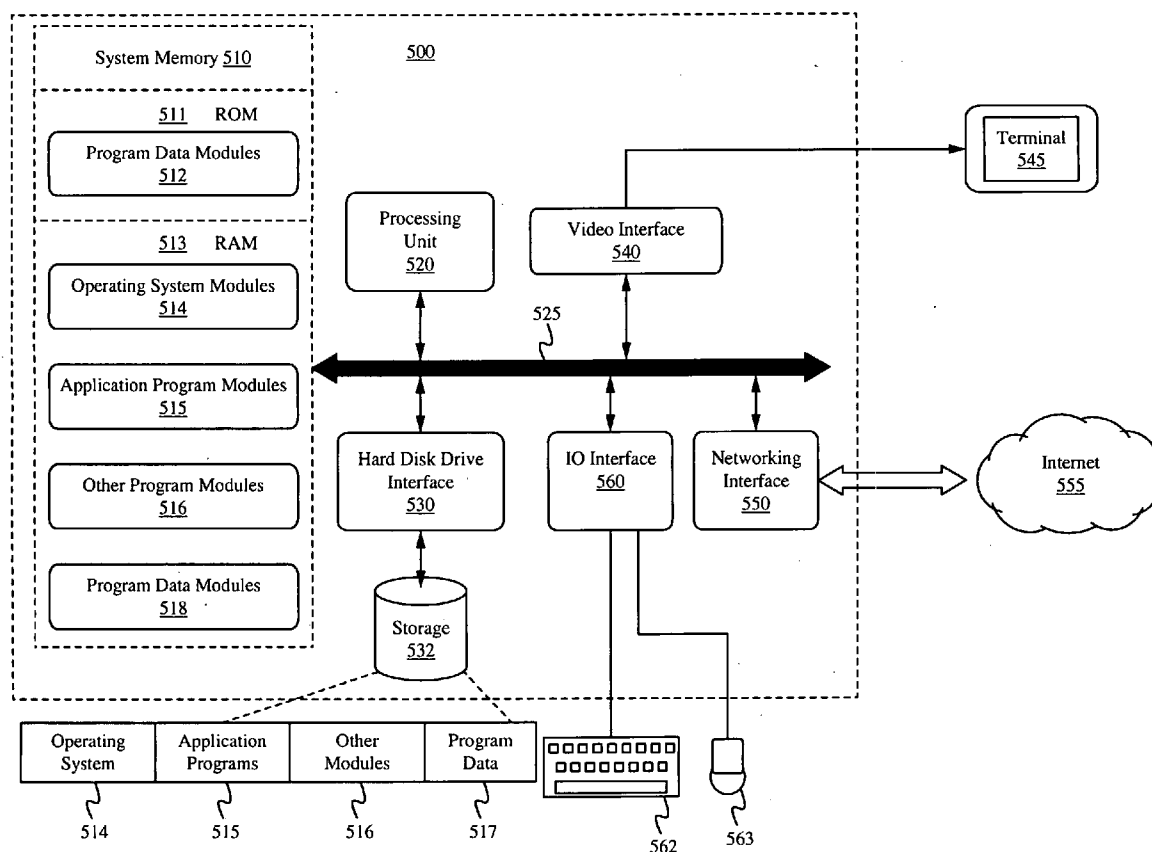 System Memory 510
500
511 ROM
Program Data Modules
512
513 RAM
Operating System Modules
514
Application Program Modules
515
Other Program Modules
516
Program Data Modules
518
Processing
Unit
520
Video Interface
540
Terminal
545
525
Hard Disk Drive
Interface
530
IO Interface
560
Networking
Interface
550
Internet
555
Storage
532
Operating
System
Application
Programs
Other
Modules
Program
Data
514
515
516
517
562
563